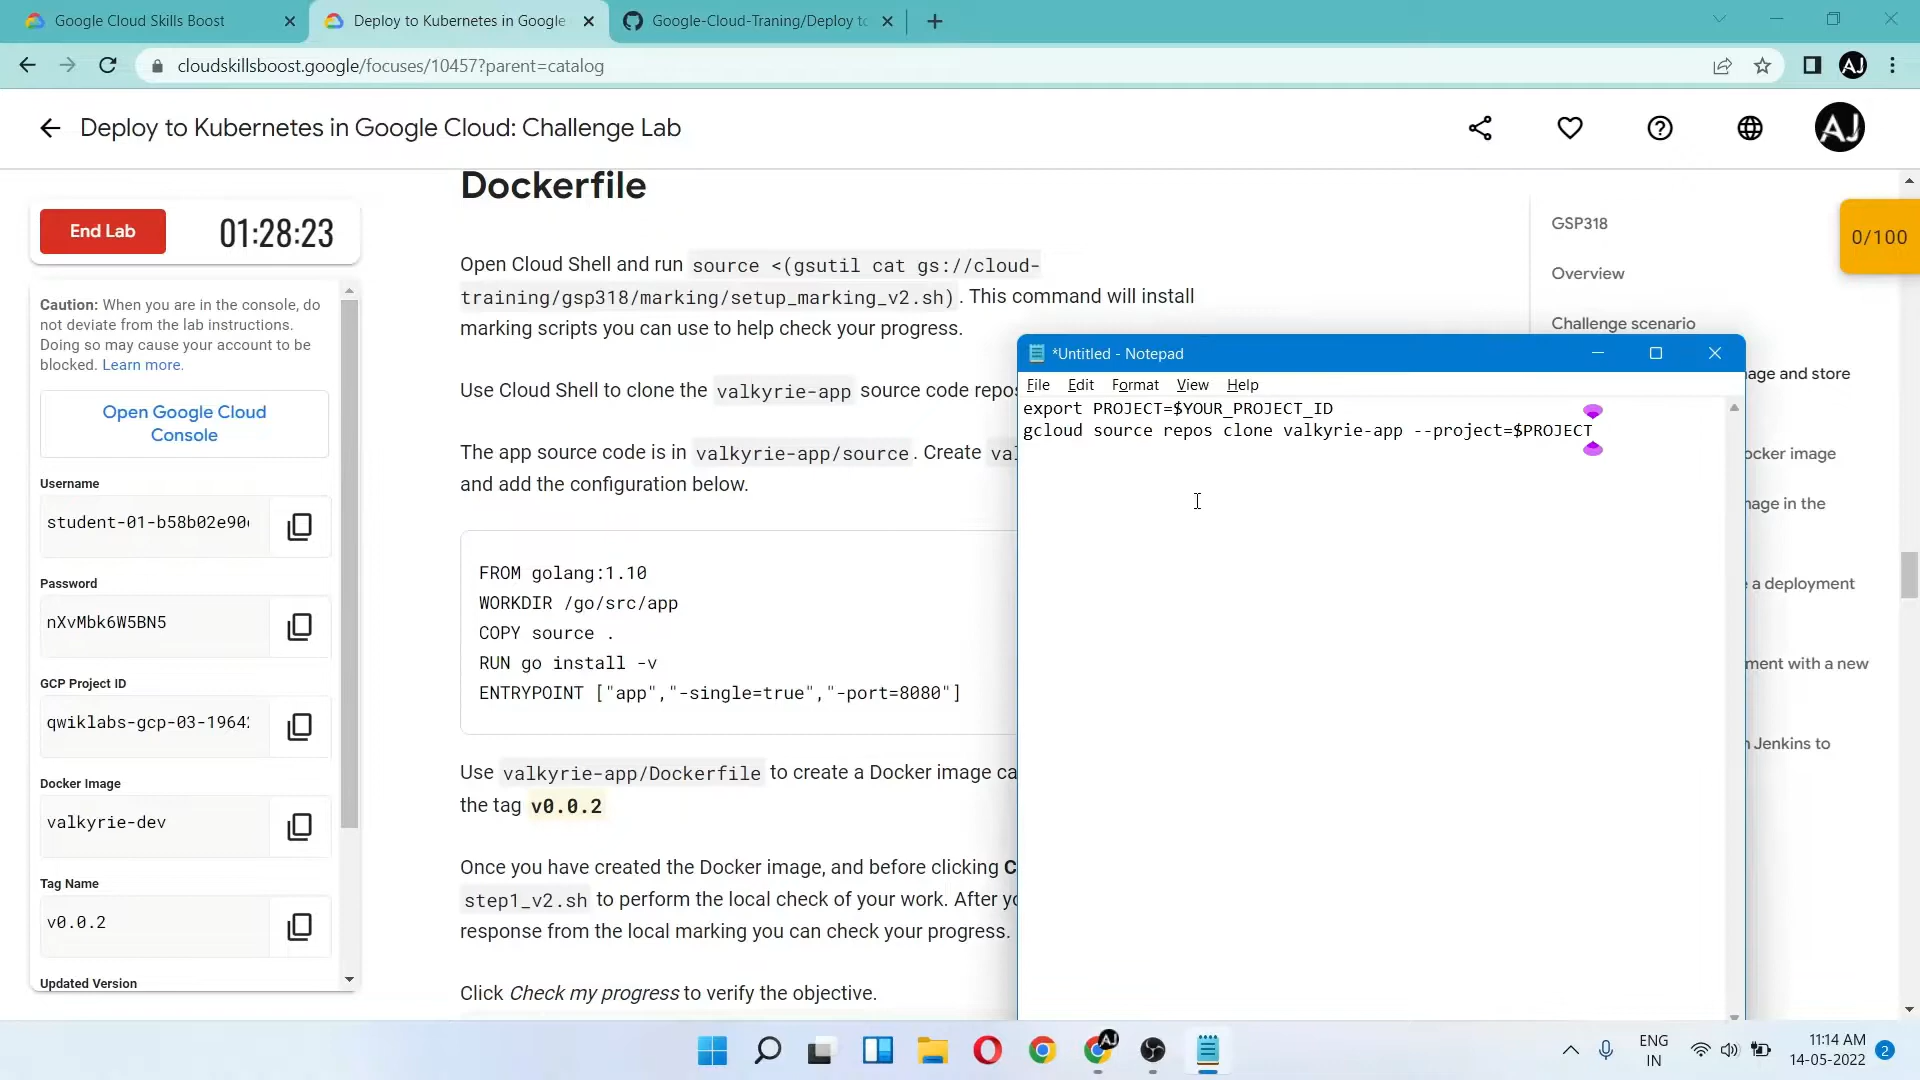 Google Cloud Skills Boost
Deploy to Kubernetes in Google
Google-Cloud-Traning/Deploy to
cloudskillsboost.google/focuses/10457?parent=catalog
AJ
Deploy to Kubernetes in Google Cloud: Challenge Lab
AJ
End Lab
01:28:23
Caution: When you are in the console, do
not deviate from the lab instructions.
Doing so may cause your account to be
blocked. Learn more.
Open Google Cloud
Console
Username
student-01-b58b02e90
Password
nXvMbk6W5BN5
GCP Project ID
qwiklabs-gcp-03-1964
Docker Image
valkyrie-dev
Tag Name
v0.0.2
Updated Version
Dockerfile
Open Cloud Shell and run source <(gsutil cat gs://cloud-
training/gsp318/marking/setup_marking_v2.sh). This command will install
marking scripts you can use to help check your progress.
Use Cloud Shell to clone the valkyrie-app source code repos
The app source code is in valkyrie-app/source. Create va
and add the configuration below.
FROM golang:1.10
WORKDIR /go/src/app
COPY source .
RUN go install -v
ENTRYPOINT ["app","-single=true","-port=8080"]
Use valkyrie-app/Dockerfile to create a Docker image ca
the tag v0.0.2
Once you have created the Docker image, and before clicking C
step1_v2.sh to perform the local check of your work. After yo
response from the local marking you can check your progress.
Click Check my progress to verify the objective.
*Untitled - Notepad
File Edit Format View Help
export PROJECT=$YOUR_PROJECT_ID
gcloud source repos clone valkyrie-app --project=$PROJECT
GSP318
Overview
Challenge scenario
age and store
ocker image
nage in the
e a deployment
ment with a new
n Jenkins to
0/100
AJ
ENG
IN
11:14 AM
14-05-2022
2